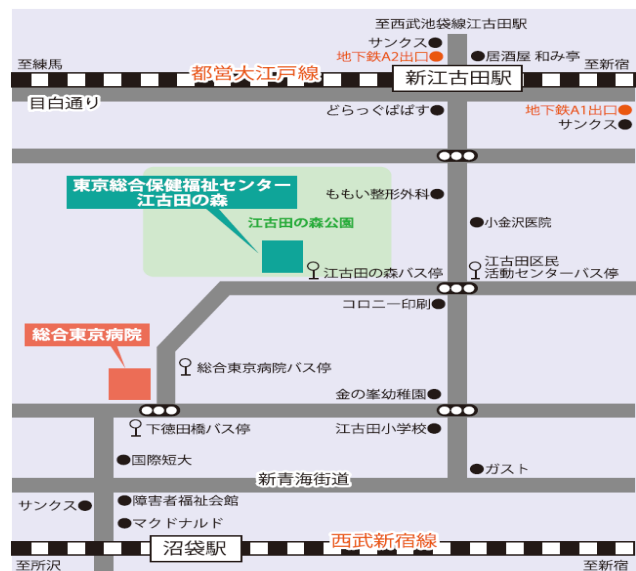 至西武池袋線江古田駅
サンクス
地下鉄A2出口
居酒屋 和み亭
至練馬
都営大江戸線
新江古田駅
至新宿
目白通り
どらっぐぱぱす
地下鉄A1出口
サンクス
東京総合保健福祉センター
江古田の森
ももい整形外科
江古田の森公園
小金沢医院
江古田の森バス停
江古田区民
活動センターバス停
コロニー印刷
総合東京病院
総合東京病院バス停
金の峯幼稚園
下徳田橋バス停
江古田小学校
国際短大
ガスト
新青海街道
サンクス
障害者福祉会館
マクドナルド
沼袋駅
西武新宿線
至所沢
至新宿